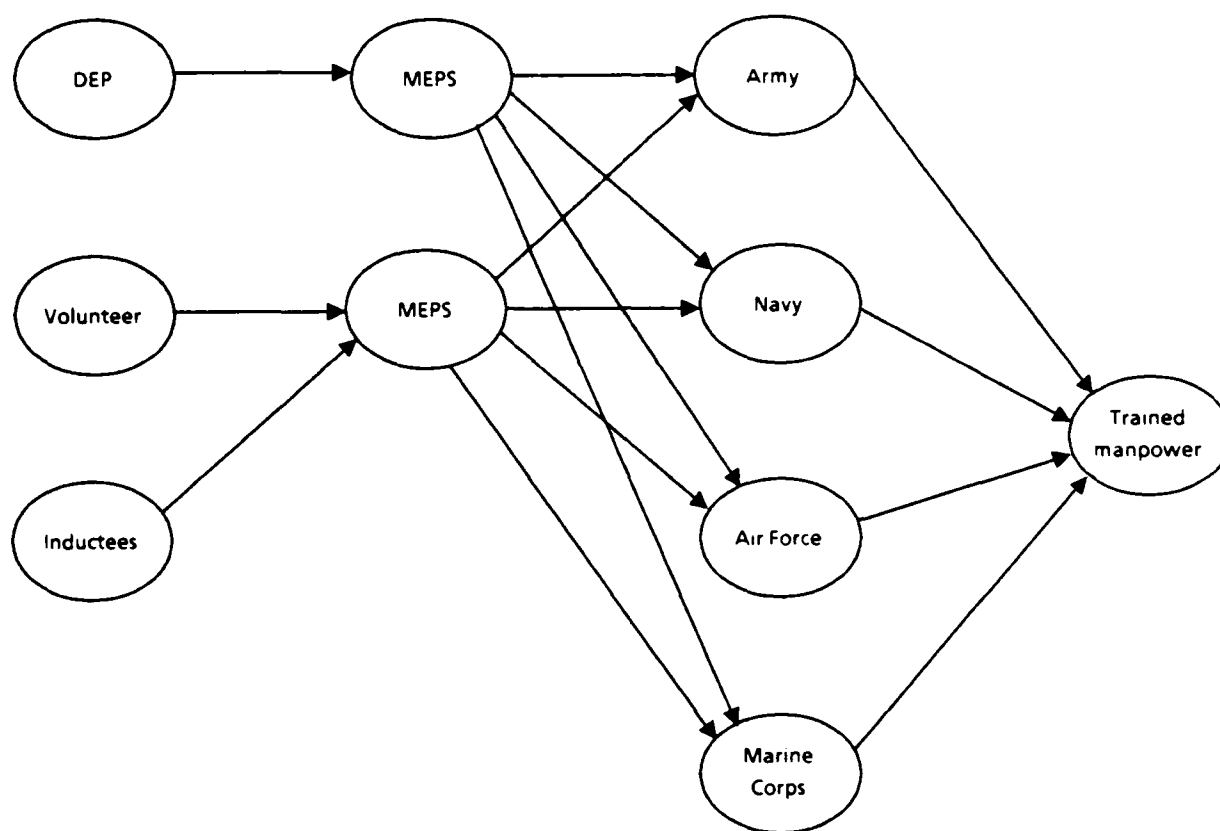 DEP
MEPS
Army
Volunteer
MEPS
Navy
Inductees
Air Force
Marine
Corps
Trained
manpower